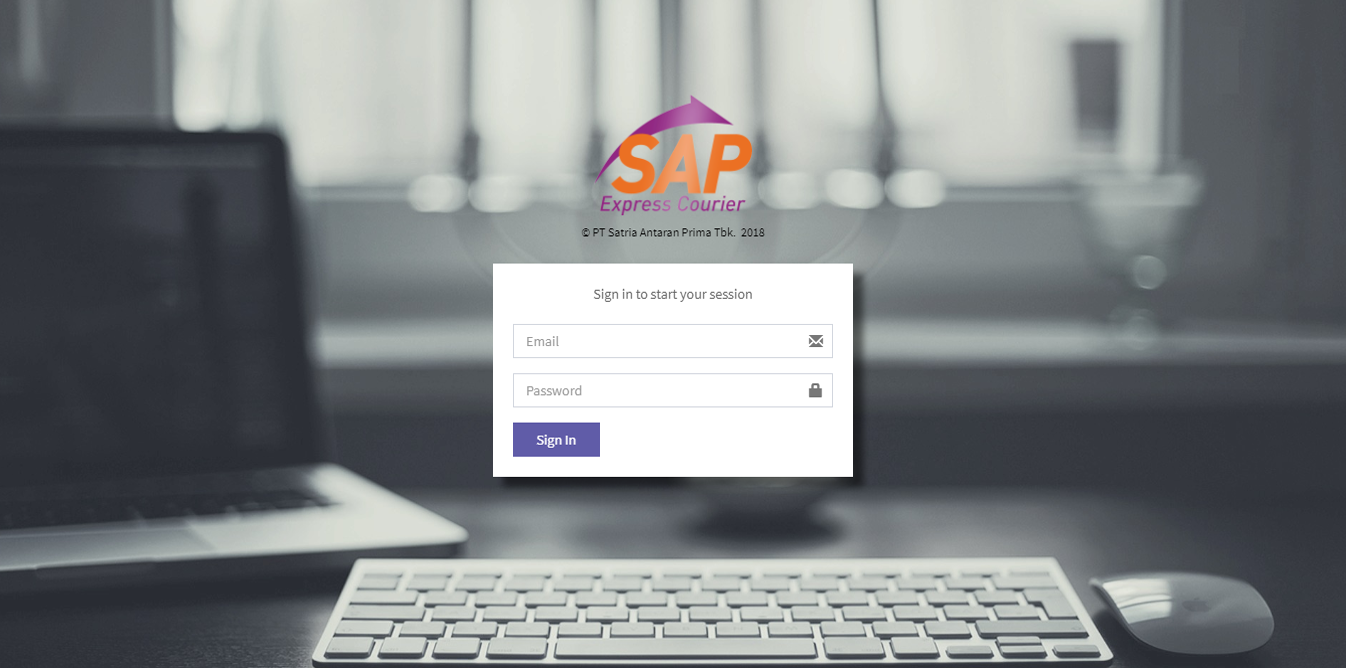 SAP
Express Courier
© PT Satria Antaran Prima Tbk. 2018
Sign in to start your session
Email
Password
Sign In